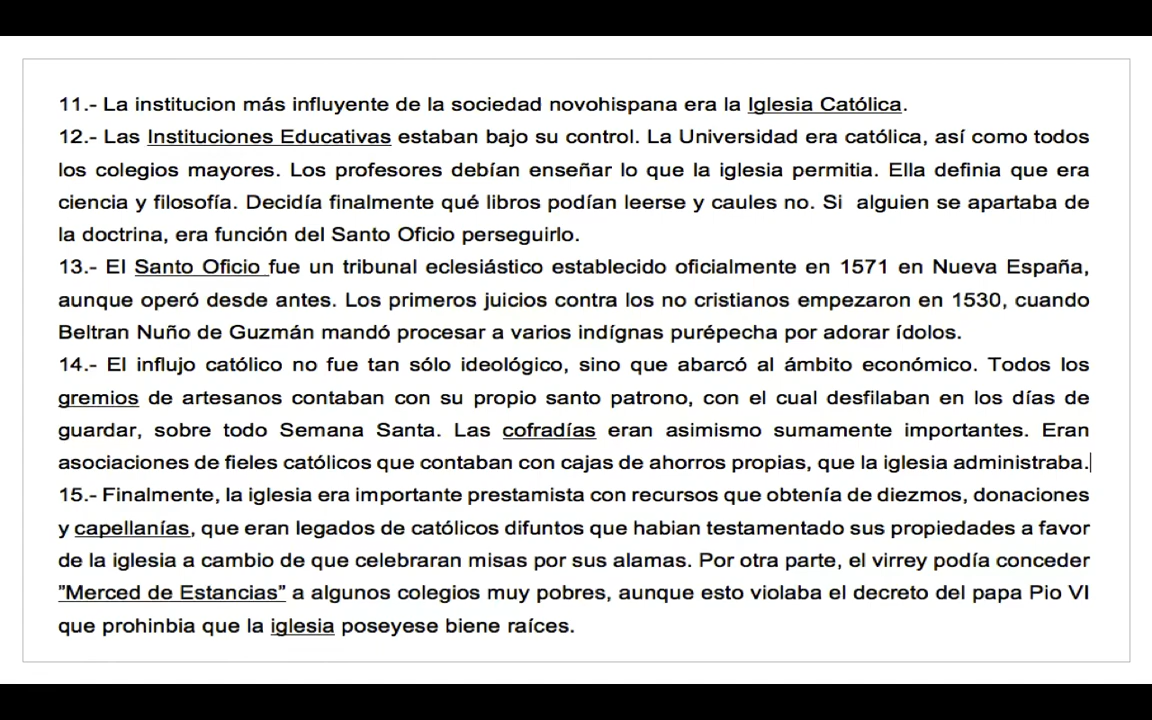 11.- La institucion más influyente de la sociedad novohispana era la Iglesia Católica.
12.- Las Instituciones Educativas estaban bajo su control. La Universidad era católica, así como todos
los colegios mayores. Los profesores debían enseñar lo que la iglesia permitia. Ella definia que era
ciencia y filosofía. Decidía finalmente qué libros podían leerse y caules no. Si  alguien se apartaba de
la doctrina, era función del Santo Oficio perseguirlo.
13.- El Santo Oficio fue un tribunal eclesiástico establecido oficialmente en 1571 en Nueva España,
aunque operó desde antes. Los primeros juicios contra los no cristianos empezaron en 1530, cuando
Beltran Nuño de Guzmán mandó procesar a varios indígnas purépecha por adorar ídolos.
14.- El influjo católico no fue tan sólo ideológico, sino que abarcó al ámbito económico. Todos los
gremios de artesanos contaban con su propio santo patrono, con el cual desfilaban en los días de
guardar, sobre todo Semana Santa. Las cofradías eran asimismo sumamente importantes. Eran
asociaciones de fieles católicos que contaban con cajas de ahorros propias, que la iglesia administraba.
15.- Finalmente, la iglesia era importante prestamista con recursos que obtenía de diezmos, donaciones
y capellanías, que eran legados de católicos difuntos que habian testamentado sus propiedades a favor
de la iglesia a cambio de que celebraran misas por sus alamas. Por otra parte, el virrey podía conceder
”Merced de Estancias” a algunos colegios muy pobres, aunque esto violaba el decreto del papa Pio VI
que prohinbia que la iglesia poseyese biene raíces.